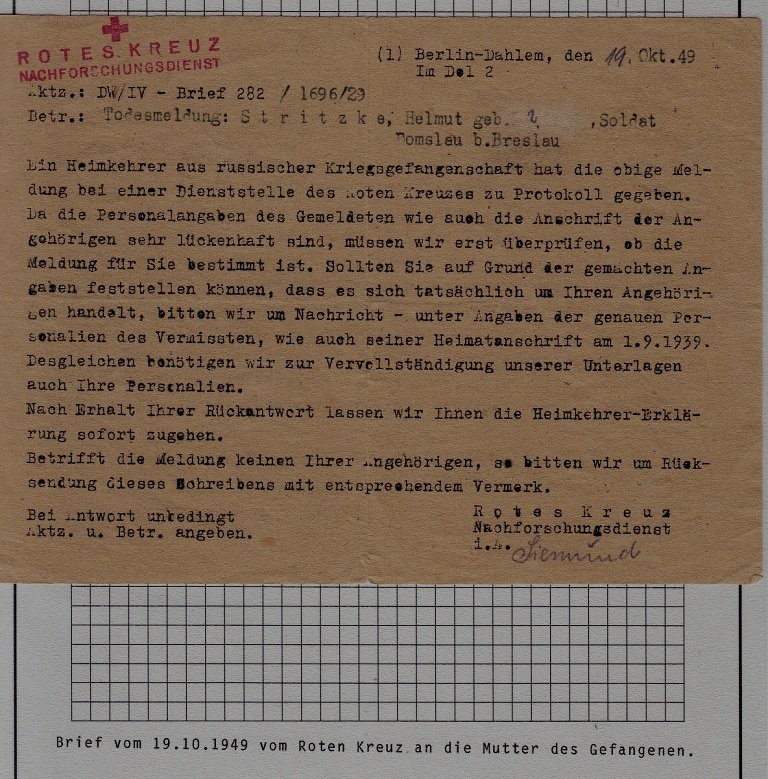 ROTES KREUZ
NACHFORSCHUNGSDIENST
(1) Berlin-Dahlem, den 19. Okt. 49
Im Dol 2
Aktz.: DW/IV - Brief 282 / 1696/29
Betr.: Todesmeldung: S t r i t z k e, Helmut geb. , Soldat
Domslau b.Breslau
Ein Heimkehrer aus russischer Kriegsgefangenschaft hat die obige Mel-
dung bei einer Dienststelle des Roten Kreuzes zu Protokoll gegeben.
Da die Personalangaben des Gemeldeten wie auch die Anschrift der An-
gehörigen sehr lückenhaft sind, müssen wir erst überprüfen, ob die
Meldung für Sie bestimmt ist. Sollten Sie auf Grund der gemachten An-
gaben feststellen können, dass es sich tatsächlich um Ihren Angehöri-
gen handelt, bitten wir um Nachricht - unter Angaben der genauen Per-
sonalien des Vermissten, wie auch seiner Heimatanschrift am 1.9.1939.
Desgleichen benötigen wir zur Vervollständigung unserer Unterlagen
auch Ihre Personalien.
Nach Erhalt Ihrer Rückantwort lassen wir Ihnen die Heimkehrer-Erklä-
rung sofort zugehen.
Betrifft die Meldung keinen Ihrer Angehörigen, so bitten wir um Rück-
sendung dieses Schreibens mit entsprechendem Vermerk.
Bei Antwort unbedingt
Aktz. u. Betr. angeben.
R o t e s K r e u z
Nachforschungsdienst
i.A. Siemund
Brief vom 19.10.1949 vom Roten Kreuz an die Mutter des Gefangenen.